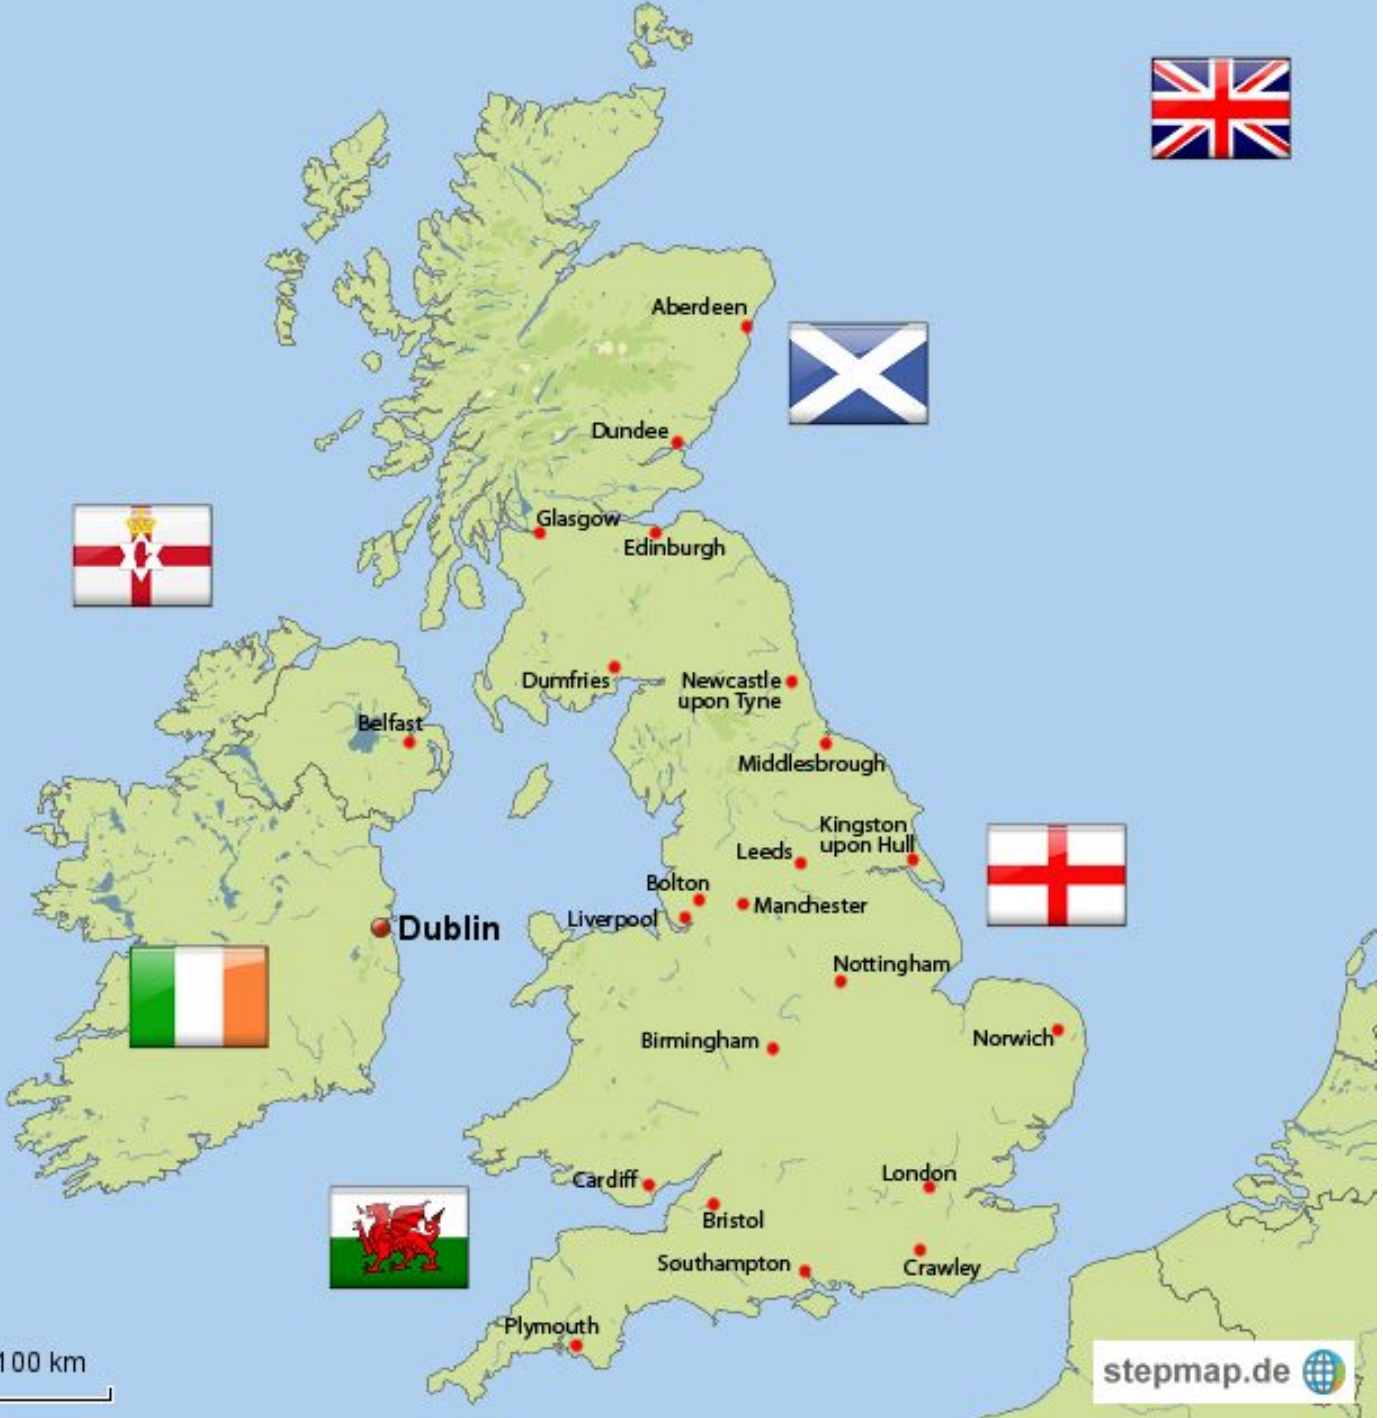 Aberdeen
Dundee
Glasgow
Edinburgh
Dumfries
Newcastle
upon Tyne
Belfast
Middlesbrough
Kingston
upon Hull
Leeds
Bolton
Manchester
Liverpool
Dublin
Nottingham
Norwich
Birmingham
London
Cardiff
Bristol
Southampton
Crawley
Plymouth
100 km
stepmap.de